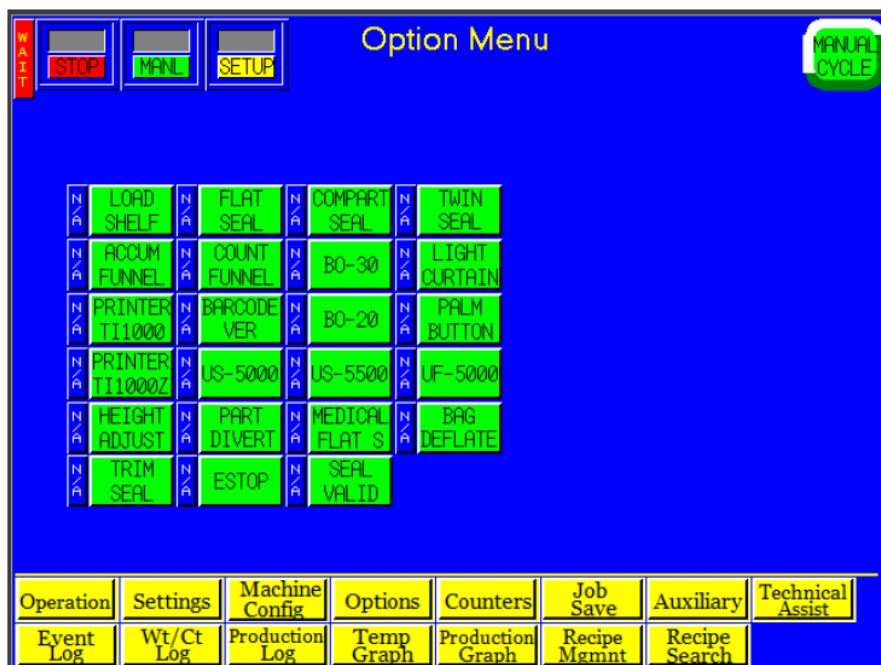 WAIT
STOP MANL SETUP
Option Menu
MANUAL
CYCLE
N/A LOAD SHELF N/A FLAT SEAL N/A COMPART SEAL N/A TWIN SEAL
N/A ACCUM FUNNEL N/A COUNT FUNNEL N/A BO-30 N/A LIGHT CURTAIN
N/A PRINTER TI1000 N/A BARCODE VER N/A BO-20 N/A PALM BUTTON
N/A PRINTER TI1000Z N/A US-5000 N/A US-5500 N/A UF-5000
N/A HEIGHT ADJUST N/A PART DIVERT N/A MEDICAL FLAT S N/A BAG DEFLATE
N/A TRIM SEAL N/A ESTOP N/A SEAL VALID
Operation Settings Machine Config Options Counters Job Save Auxiliary Technical Assist
Event Log Wt/Ct Log Production Log Temp Graph Production Graph Recipe Mgmnt Recipe Search